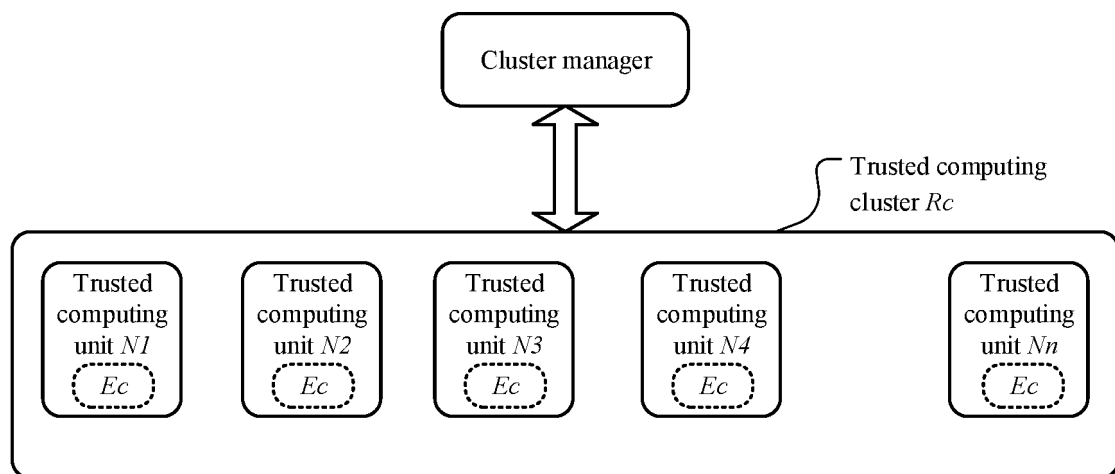 Cluster manager
Trusted computing
cluster Rc
Trusted
computing
unit N1
Ec
Trusted
computing
unit N2
Ec
Trusted
computing
unit N3
Ec
Trusted
computing
unit N4
Ec
Trusted
computing
unit Nn
Ec